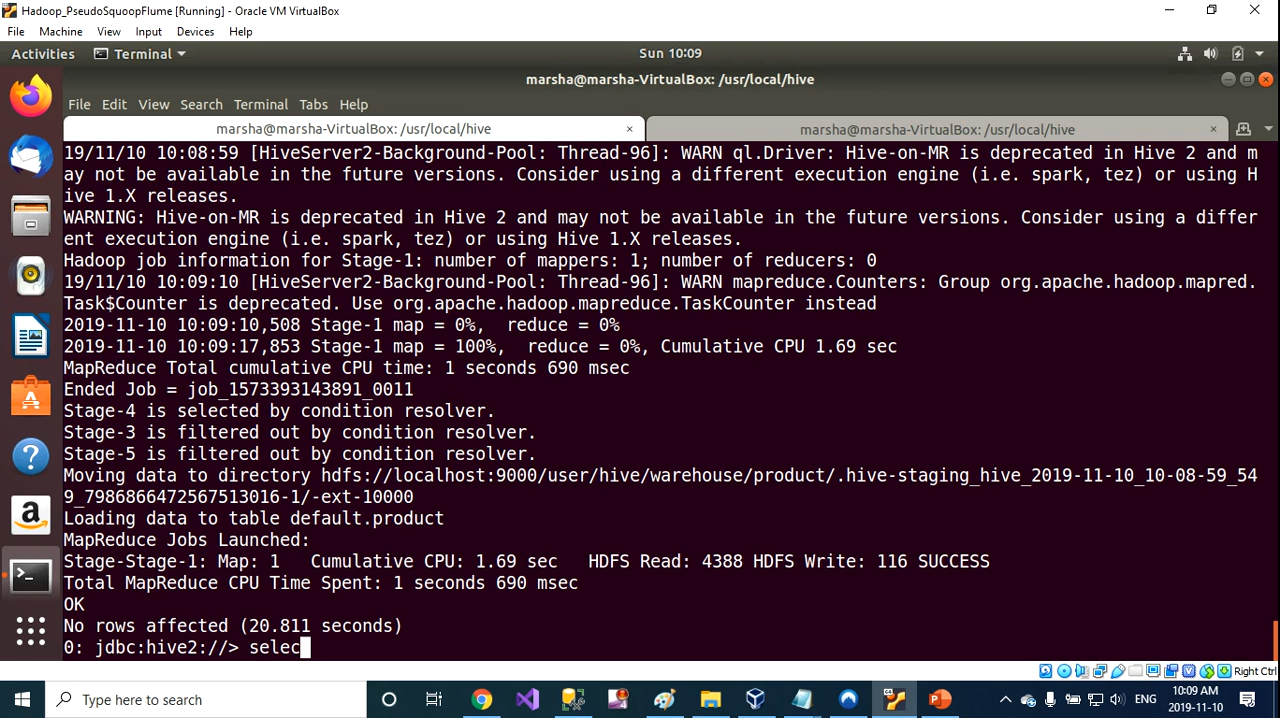 Hadoop_PseudoSquoopFlume [Running] - Oracle VM VirtualBox
File Machine View Input Devices Help
Activities Terminal Sun 10:09
marsha@marsha-VirtualBox: /usr/local/hive
File Edit View Search Terminal Tabs Help
marsha@marsha-VirtualBox: /usr/local/hive × marsha@marsha-VirtualBox: /usr/local/hive ×
19/11/10 10:08:59 [HiveServer2-Background-Pool: Thread-96]: WARN ql.Driver: Hive-on-MR is deprecated in Hive 2 and m
ay not be available in the future versions. Consider using a different execution engine (i.e. spark, tez) or using H
ive 1.X releases.
WARNING: Hive-on-MR is deprecated in Hive 2 and may not be available in the future versions. Consider using a differ
ent execution engine (i.e. spark, tez) or using Hive 1.X releases.
Hadoop job information for Stage-1: number of mappers: 1; number of reducers: 0
19/11/10 10:09:10 [HiveServer2-Background-Pool: Thread-96]: WARN mapreduce.Counters: Group org.apache.hadoop.mapred.
Task$Counter is deprecated. Use org.apache.hadoop.mapreduce.TaskCounter instead
2019-11-10 10:09:10,508 Stage-1 map = 0%,  reduce = 0%
2019-11-10 10:09:17,853 Stage-1 map = 100%,  reduce = 0%, Cumulative CPU 1.69 sec
MapReduce Total cumulative CPU time: 1 seconds 690 msec
Ended Job = job_1573393143891_0011
Stage-4 is selected by condition resolver.
Stage-3 is filtered out by condition resolver.
Stage-5 is filtered out by condition resolver.
Moving data to directory hdfs://localhost:9000/user/hive/warehouse/product/.hive-staging_hive_2019-11-10_10-08-59_54
9_7986866472567513016-1/-ext-10000
Loading data to table default.product
MapReduce Jobs Launched:
Stage-Stage-1: Map: 1   Cumulative CPU: 1.69 sec   HDFS Read: 4388 HDFS Write: 116 SUCCESS
Total MapReduce CPU Time Spent: 1 seconds 690 msec
OK
No rows affected (20.811 seconds)
0: jdbc:hive2://> selec
Right Ctrl
Type here to search ENG 10:09 AM
2019-11-10